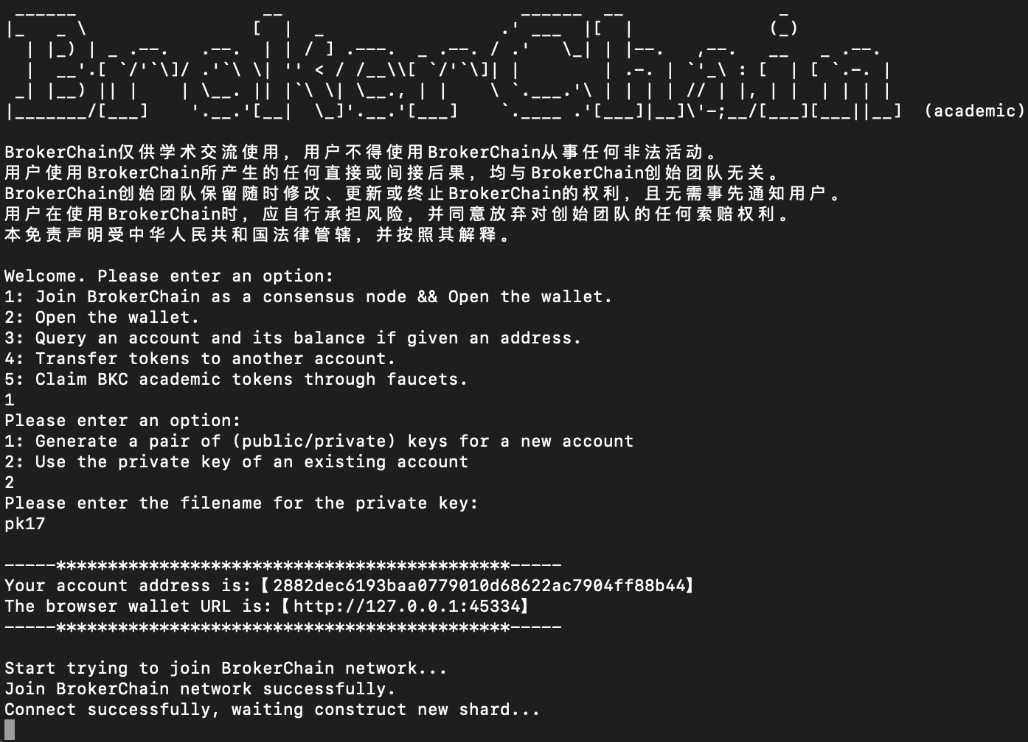 BrokerChain (academic)
BrokerChain仅供学术交流使用，用户不得使用BrokerChain从事任何非法活动。
用户使用BrokerChain所产生的任何直接或间接后果，均与BrokerChain创始团队无关。
BrokerChain创始团队保留随时修改、更新或终止BrokerChain的权利，且无需事先通知用户。
用户在使用BrokerChain时，应自行承担风险，并同意放弃对创始团队的任何索赔权利。
本免责声明受中华人民共和国法律管辖，并按照其解释。
Welcome. Please enter an option:
1: Join BrokerChain as a consensus node && Open the wallet.
2: Open the wallet.
3: Query an account and its balance if given an address.
4: Transfer tokens to another account.
5: Claim BKC academic tokens through faucets.
1
Please enter an option:
1: Generate a pair of (public/private) keys for a new account
2: Use the private key of an existing account
2
Please enter the filename for the private key:
pk17
-----********************************************-----
Your account address is:【2882dec6193baa0779010d68622ac7904ff88b44】
The browser wallet URL is:【http://127.0.0.1:45334】
-----********************************************-----
Start trying to join BrokerChain network...
Join BrokerChain network successfully.
Connect successfully, waiting construct new shard...